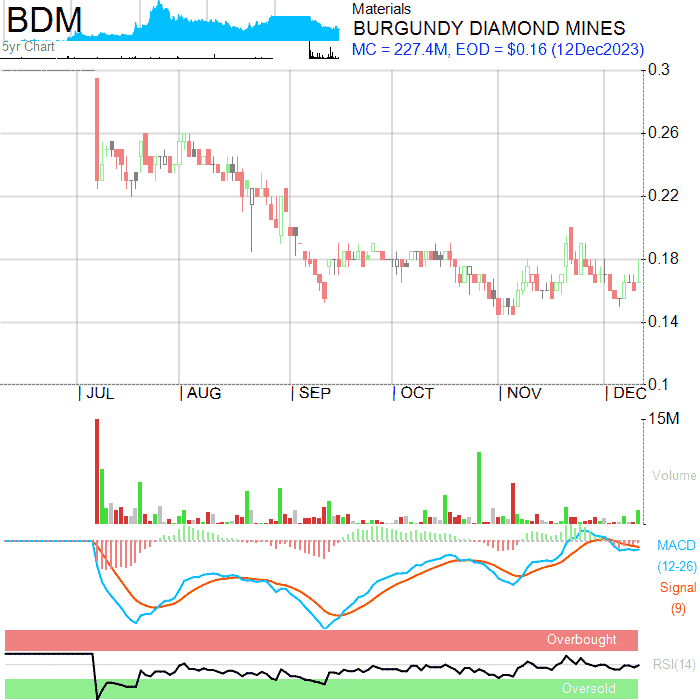 BDM
5yr Chart
Materials
BURGUNDY DIAMOND MINES
MC = 227.4M, EOD = $0.16 (12Dec2023)
0.3
0.26
0.22
0.18
0.14
0.1
JUL AUG SEP OCT NOV DEC
15M
Volume
MACD
(12-26)
Signal
(9)
Overbought
RSI(14)
Oversold